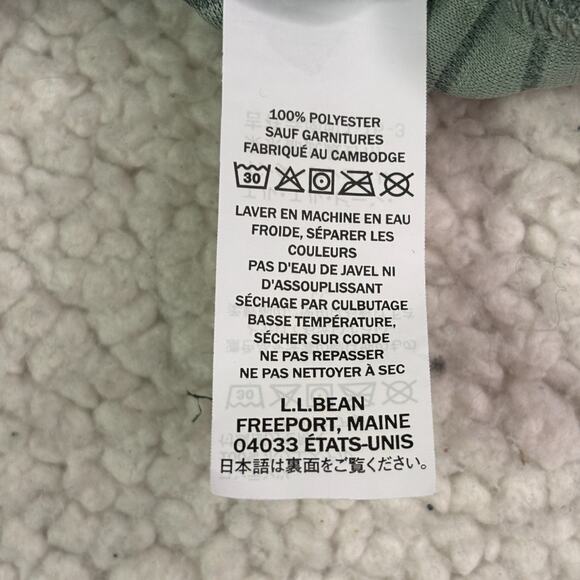 100% POLYESTER
SAUF GARNITURES
FABRIQUÉ AU CAMBODGE
30
LAVER EN MACHINE EN EAU
FROIDE, SÉPARER LES
COULEURS
PAS D'EAU DE JAVEL NI
D'ASSOUPLISSANT
SÉCHAGE PAR CULBUTAGE
BASSE TEMPÉRATURE,
SÉCHER SUR CORDE
NE PAS REPASSER
NE PAS NETTOYER À SEC
L.L.BEAN
FREEPORT, MAINE
04033 ÉTATS-UNIS
日本語は裏面をご覧ください。